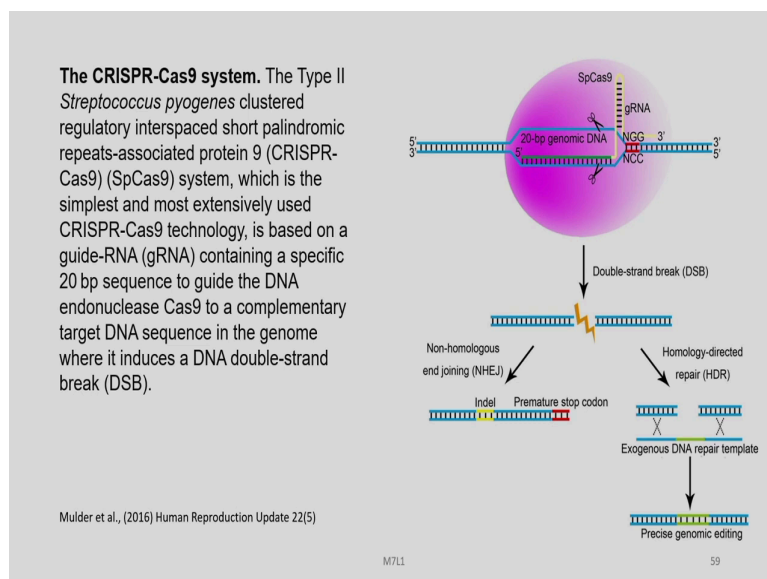 The CRISPR-Cas9 system. The Type II
Streptococcus pyogenes clustered
regulatory interspaced short palindromic
repeats-associated protein 9 (CRISPR-
Cas9) (SpCas9) system, which is the
simplest and most extensively used
CRISPR-Cas9 technology, is based on a
guide-RNA (gRNA) containing a specific
20 bp sequence to guide the DNA
endonuclease Cas9 to a complementary
target DNA sequence in the genome
where it induces a DNA double-strand
break (DSB).
Mulder et al., (2016) Human Reproduction Update 22(5)
SpCas9
gRNA
20-bp genomic DNA
NGG
3'
5'
3'
5'
3'
5'
NCC
Double-strand break (DSB)
Non-homologous
end joining (NHEJ)
Homology-directed
repair (HDR)
Indel
Premature stop codon
Exogenous DNA repair template
Precise genomic editing
M7L1
59